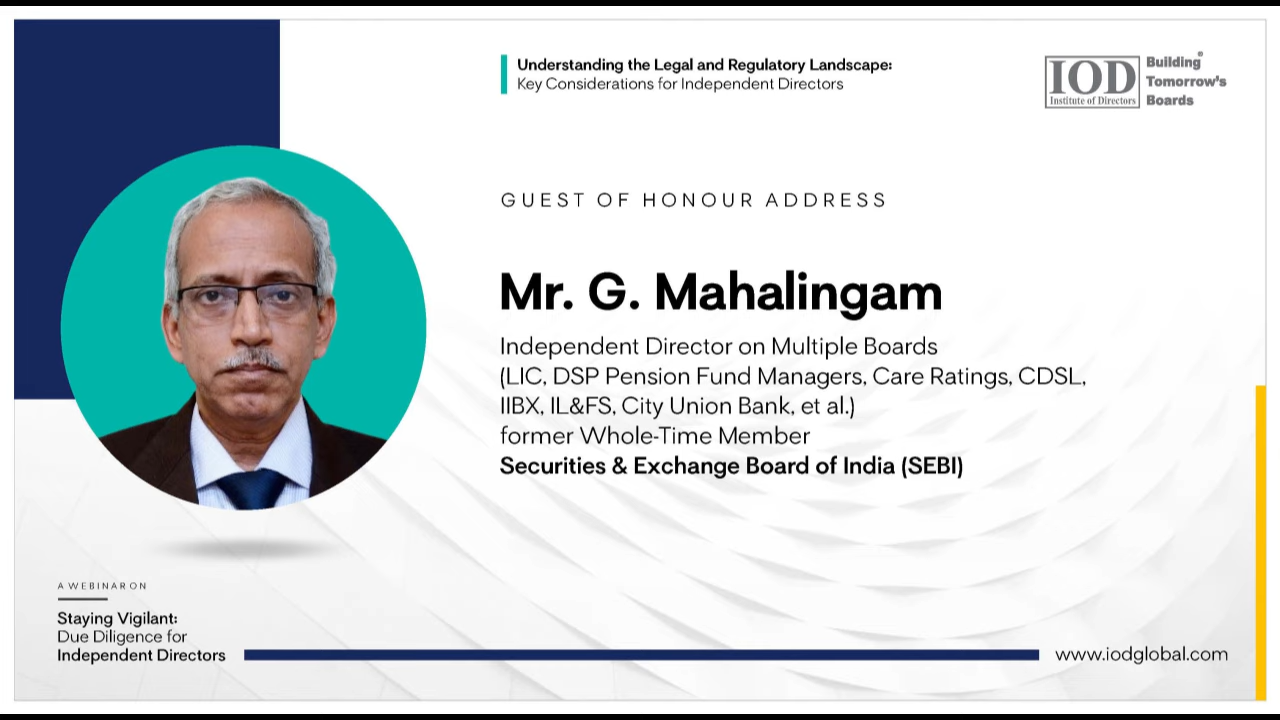 Understanding the Legal and Regulatory Landscape:
Key Considerations for Independent Directors
IOD
Institute of Directors
Building
Tomorrow's
Boards
®
GUEST OF HONOUR ADDRESS
Mr. G. Mahalingam
Independent Director on Multiple Boards
(LIC, DSP Pension Fund Managers, Care Ratings, CDSL,
IIBX, IL&FS, City Union Bank, et al.)
former Whole-Time Member
Securities & Exchange Board of India (SEBI)
A WEBINAR ON
Staying Vigilant:
Due Diligence for
Independent Directors
www.iodglobal.com